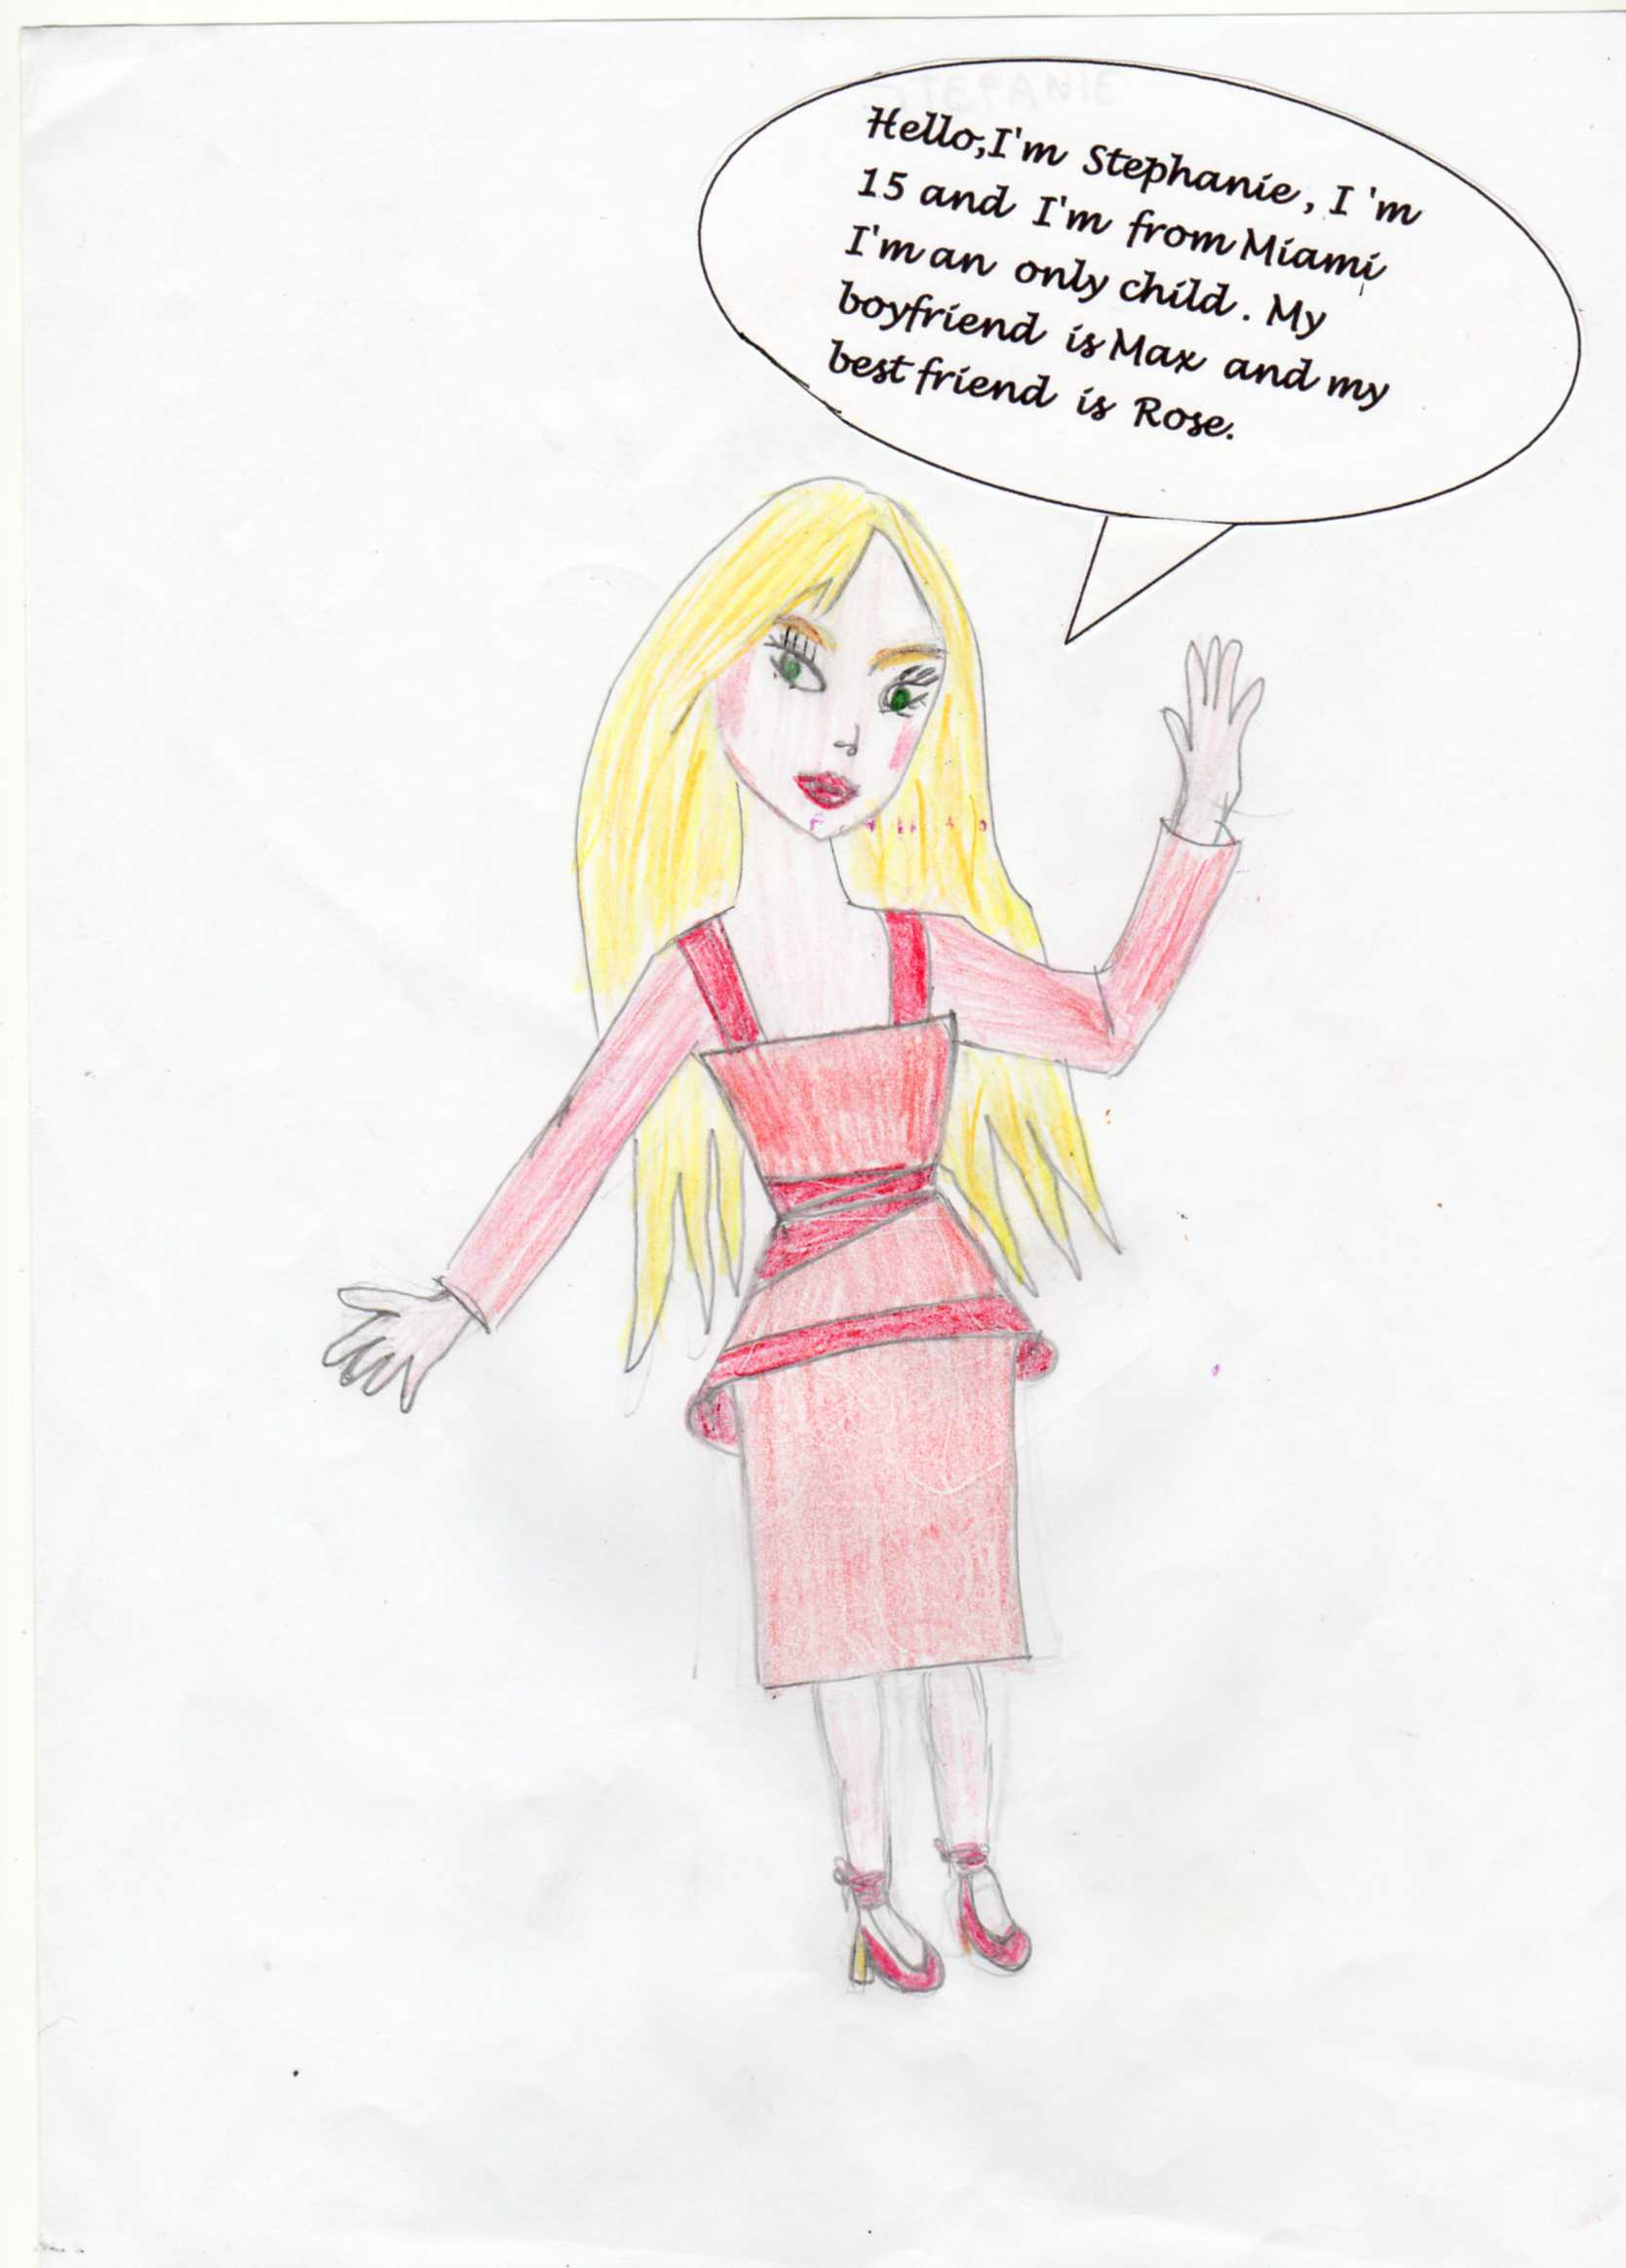 STEFANIE
Hello,I'm Stephanie, I'm
15 and I'm from Miami
I'm an only child. My
boyfriend is Max and my
best friend is Rose.